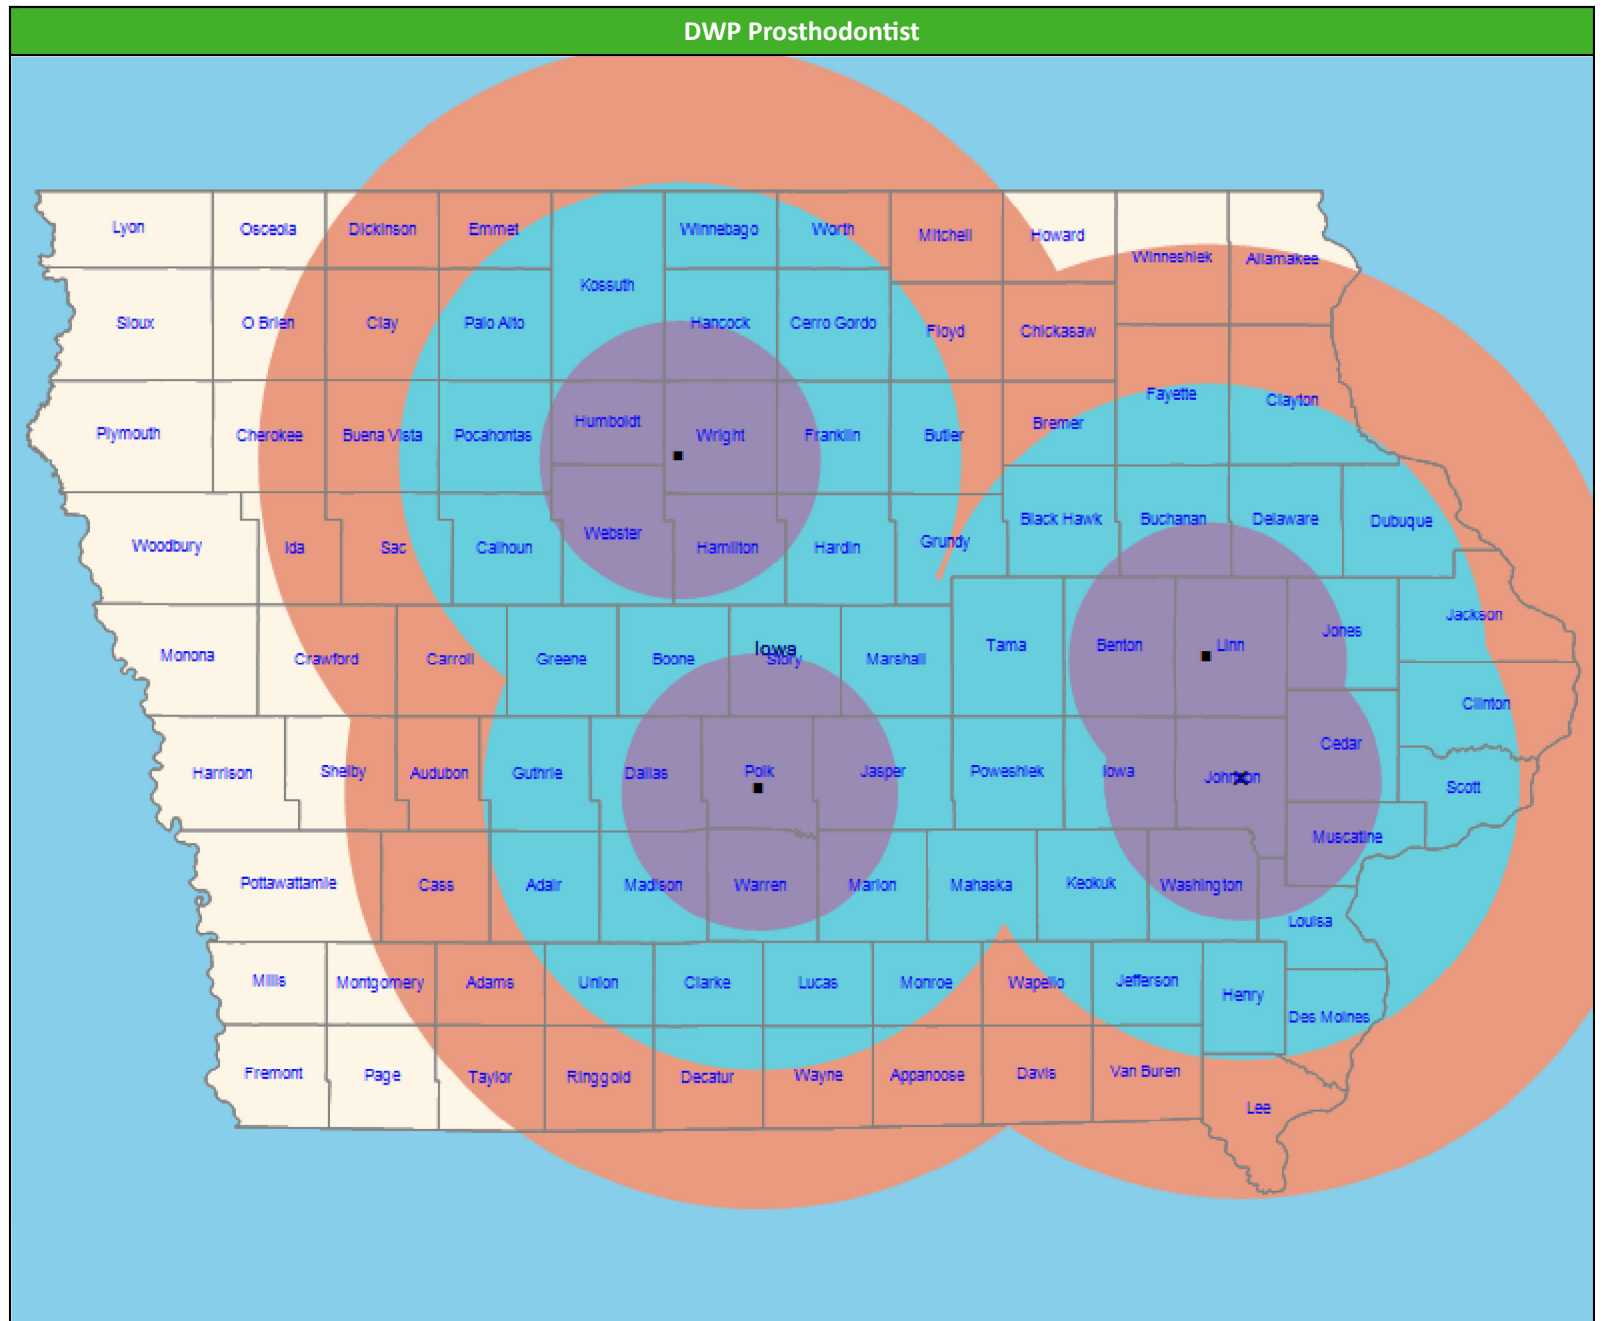 DWP Prosthodontist
Lyon
Osceola
Dickinson
Emmet
Winnebago
Worth
Mitchell
Howard
Winneshiek
Allamakee
Kossuth
Sioux
O Brien
Clay
Palo Alto
Hancock
Cerro Gordo
Floyd
Chickasaw
Fayette
Clayton
Plymouth
Cherokee
Buena Vista
Pocahontas
Humboldt
Wright
Franklin
Butler
Bremer
Woodbury
Ida
Sac
Calhoun
Webster
Hamilton
Hardin
Grundy
Black Hawk
Buchanan
Delaware
Dubuque
Monona
Crawford
Carroll
Greene
Boone
Iowa
Story
Marshall
Tama
Benton
Linn
Jones
Jackson
Clinton
Harrison
Shelby
Audubon
Guthrie
Dallas
Polk
Jasper
Poweshiek
Iowa
Johnson
Cedar
Scott
Muscatine
Pottawattamie
Cass
Adair
Madison
Warren
Marion
Mahaska
Keokuk
Washington
Louisa
Mills
Montgomery
Adams
Union
Clarke
Lucas
Monroe
Wapello
Jefferson
Henry
Des Moines
Fremont
Page
Taylor
Ringgold
Decatur
Wayne
Appanoose
Davis
Van Buren
Lee